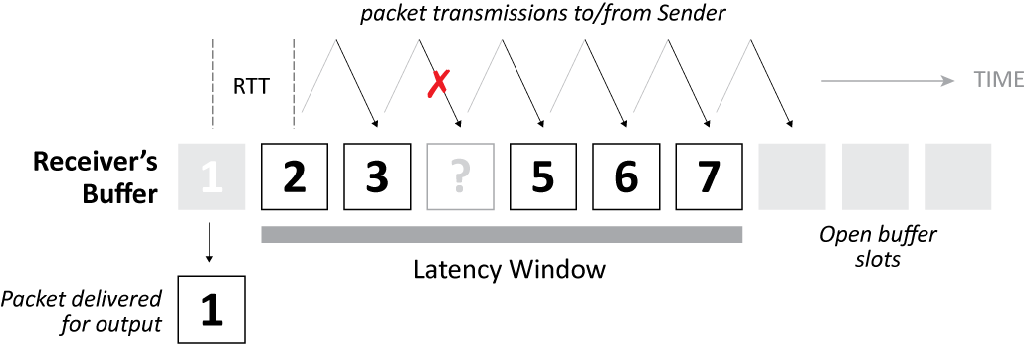 packet transmissions to/from Sender
RTT
TIME
Receiver's
Buffer
1
2
3
?
5
6
7
Latency Window
Open buffer
slots
Packet delivered
for output
1